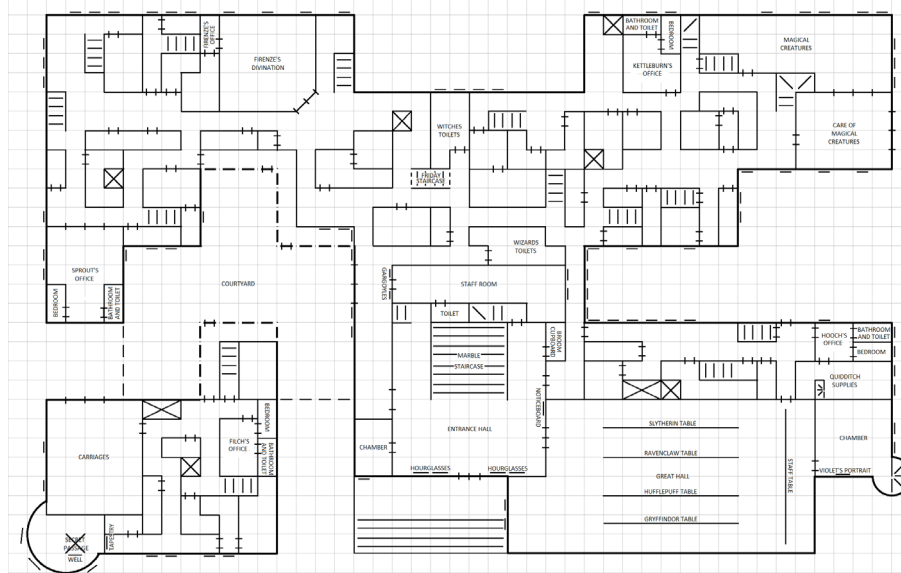 FIRENZE'S
OFFICE
BATHROOM
AND TOILET
BEDROOM
MAGICAL
CREATURES
FIRENZE'S
DIVINATION
KETTLEBURN'S
OFFICE
WITCHES
TOILETS
CARE OF
MAGICAL
CREATURES
FRIDAY
STAIRCASE
WIZARDS
TOILETS
SPROUT'S
OFFICE
BEDROOM
BATHROOM
AND TOILET
COURTYARD
GARGOYLES
STAFF ROOM
TOILET
MARBLE
STAIRCASE
BROOM
CUPBOARD
HOOCH'S
OFFICE
BATHROOM
AND TOILET
BEDROOM
QUIDDITCH
SUPPLIES
BEDROOM
NOTICEBOARD
SLYTHERIN TABLE
FILCH'S
OFFICE
BATHROOM
AND TOILET
CHAMBER
ENTRANCE HALL
CHAMBER
CARRIAGES
RAVENCLAW TABLE
HOURGLASSES
HOURGLASSES
GREAT HALL
STAFF TABLE
VIOLET'S PORTRAIT
HUFFLEPUFF TABLE
GRYFFINDOR TABLE
TAPESTRY
SECRET
PASSAGE
WELL